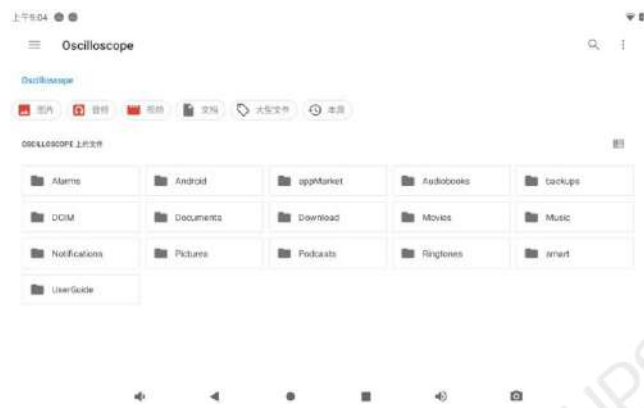 上午9:04
Oscilloscope
Oscilloscope
图片 音频 视频 文档 大型文件 本周
OSCILLOSCOPE 上的文件
Alarms Android appMarket Audiobooks backups
DCIM Documents Download Movies Music
Notifications Pictures Podcasts Ringtones smart
UserGuide